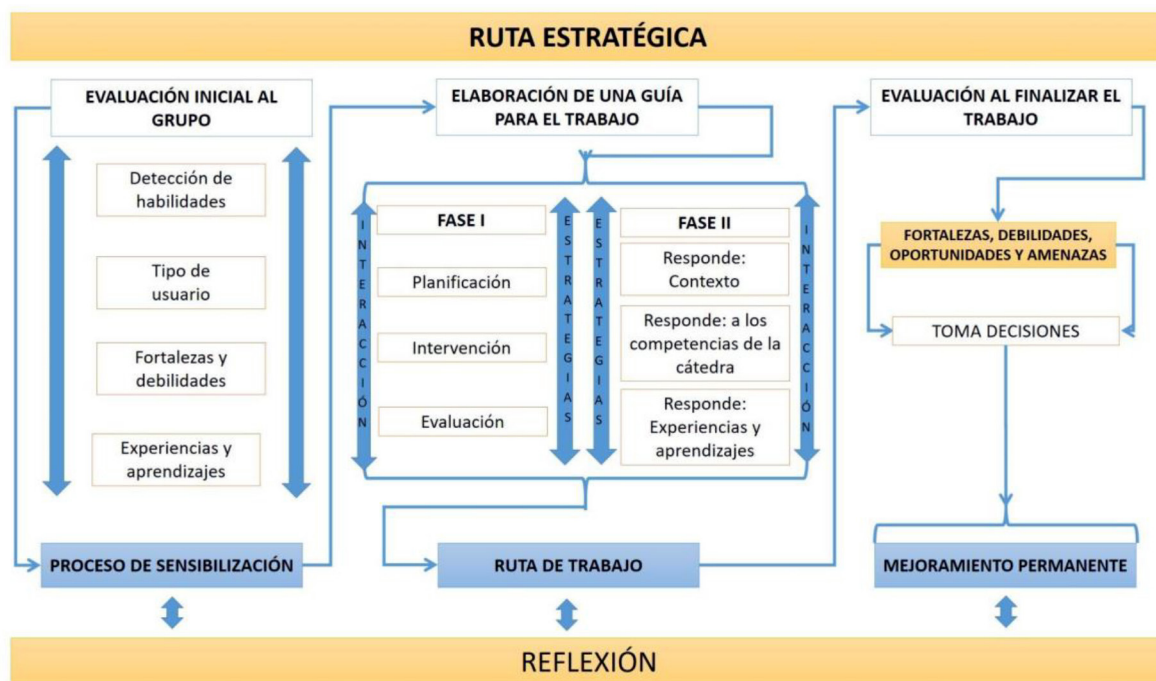 RUTA ESTRATÉGICA
EVALUACIÓN INICIAL AL
GRUPO
Detección de
habilidades
Tipo de
usuario
Fortalezas y
debilidades
Experiencias y
aprendizajes
PROCESO DE SENSIBILIZACIÓN
ELABORACIÓN DE UNA GUÍA
PARA EL TRABAJO
INTERACCIÓN
FASE I
Planificación
Intervención
Evaluación
ESTRATEGIAS
ESTRATEGIAS
FASE II
Responde:
Contexto
Responde: a los
competencias de la
cátedra
Responde:
Experiencias y
aprendizajes
INTERACCIÓN
RUTA DE TRABAJO
EVALUACIÓN AL FINALIZAR EL
TRABAJO
FORTALEZAS, DEBILIDADES,
OPORTUNIDADES Y AMENAZAS
TOMA DECISIONES
MEJORAMIENTO PERMANENTE
REFLEXIÓN